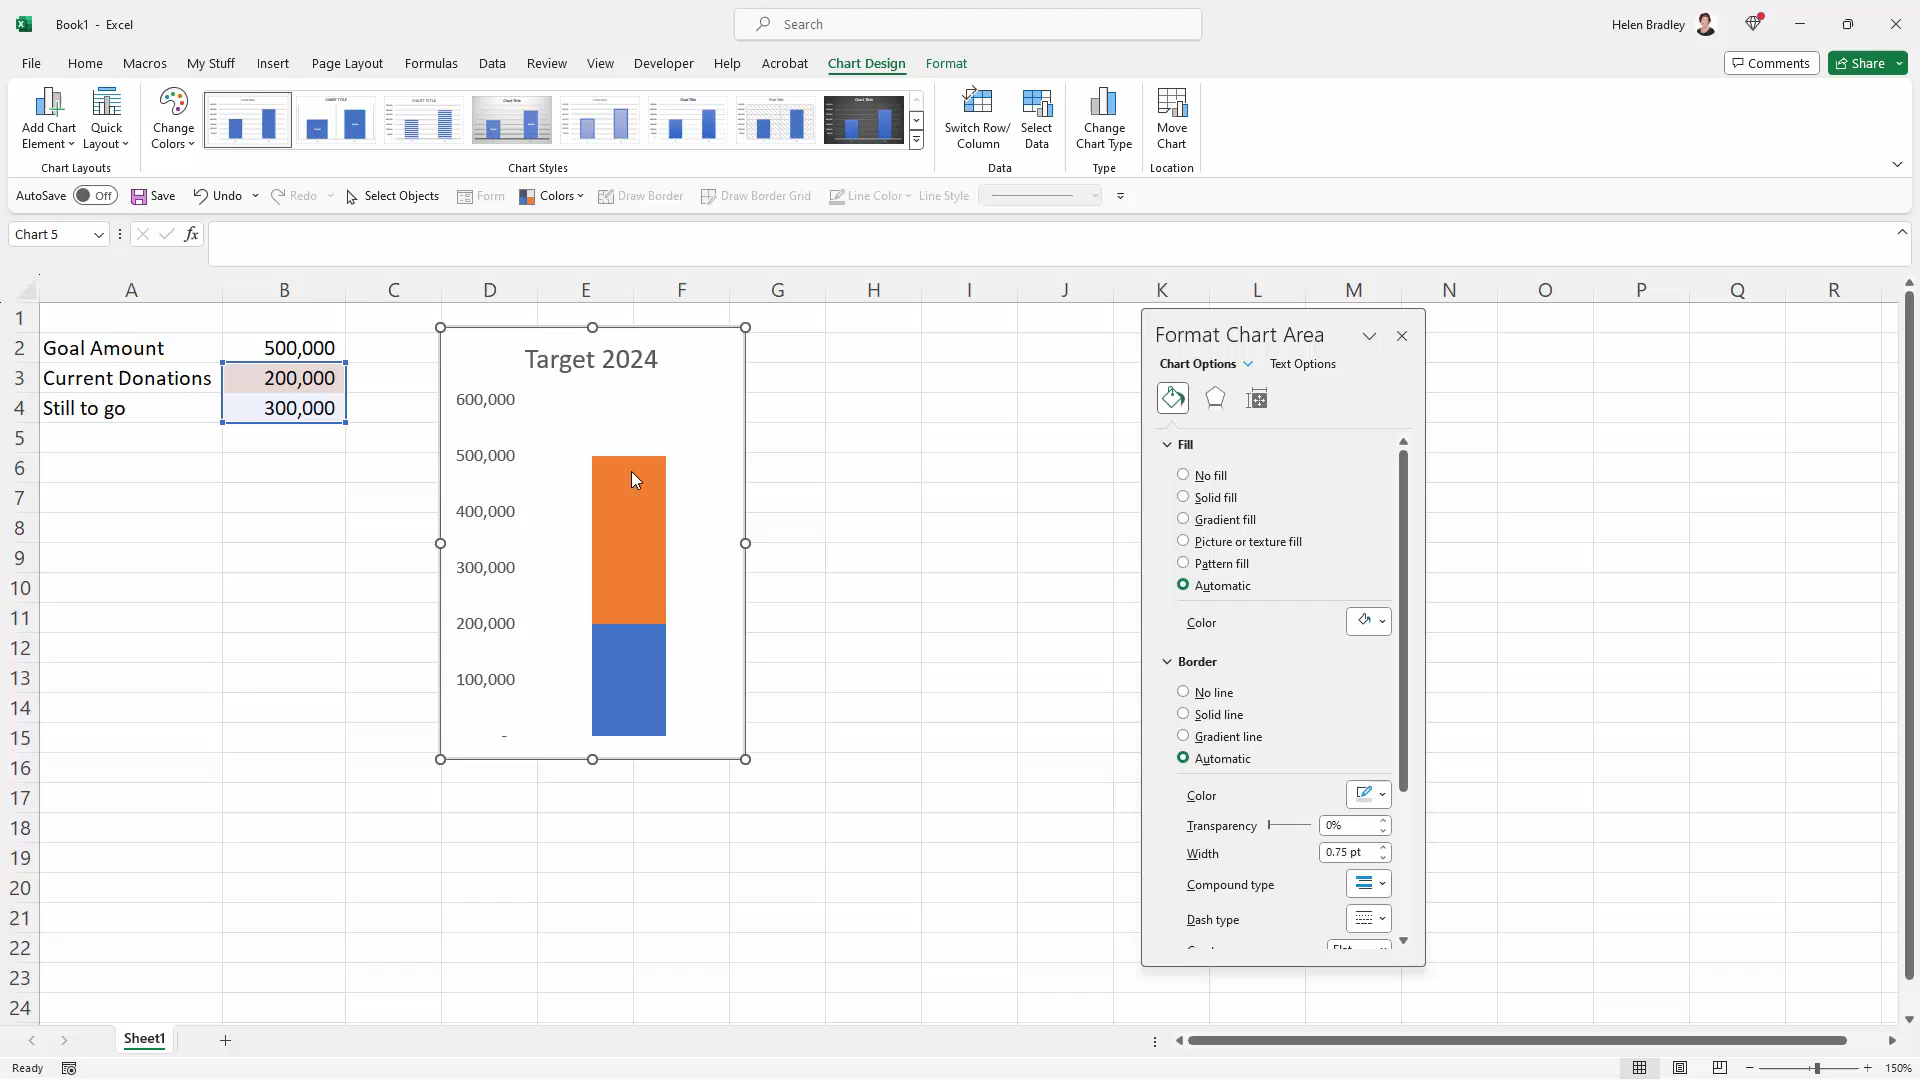 Book1 - Excel
Search
Helen Bradley
File Home Macros My Stuff Insert Page Layout Formulas Data Review View Developer Help Acrobat Chart Design Format
Comments Share
Add Chart Element
Quick Layout
Change Colors
Switch Row/ Column
Select Data
Change Chart Type
Move Chart
Chart Layouts Chart Styles Data Type Location
AutoSave Off Save Undo Redo Select Objects Form Colors Draw Border Draw Border Grid Line Color Line Style
Chart 5 fx
A B C D E F G H I J K L M N O P Q R
1
2 Goal Amount 500,000
3 Current Donations 200,000
4 Still to go 300,000
5
6
7
8
9
10
11
12
13
14
15
16
17
18
19
20
21
22
23
24
Target 2024
600,000
500,000
400,000
300,000
200,000
100,000
-
Format Chart Area
Chart Options Text Options
Fill
No fill
Solid fill
Gradient fill
Picture or texture fill
Pattern fill
Automatic
Color
Border
No line
Solid line
Gradient line
Automatic
Color
Transparency 0%
Width 0.75 pt
Compound type
Dash type
Sheet1
Ready
150%